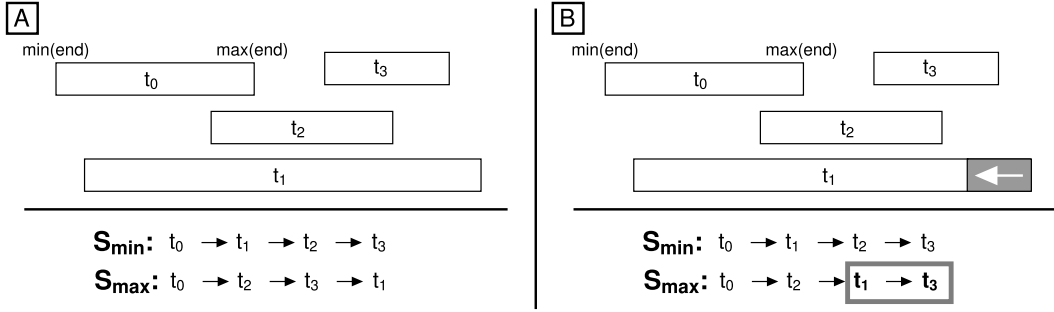 A
min(end) max(end)
t₀
t₃
t₂
t₁
Sₘᵢₙ: t₀ → t₁ → t₂ → t₃
Sₘₐₓ: t₀ → t₂ → t₃ → t₁
B
min(end) max(end)
t₀
t₃
t₂
t₁
Sₘᵢₙ: t₀ → t₁ → t₂ → t₃
Sₘₐₓ: t₀ → t₂ → t₁ → t₃